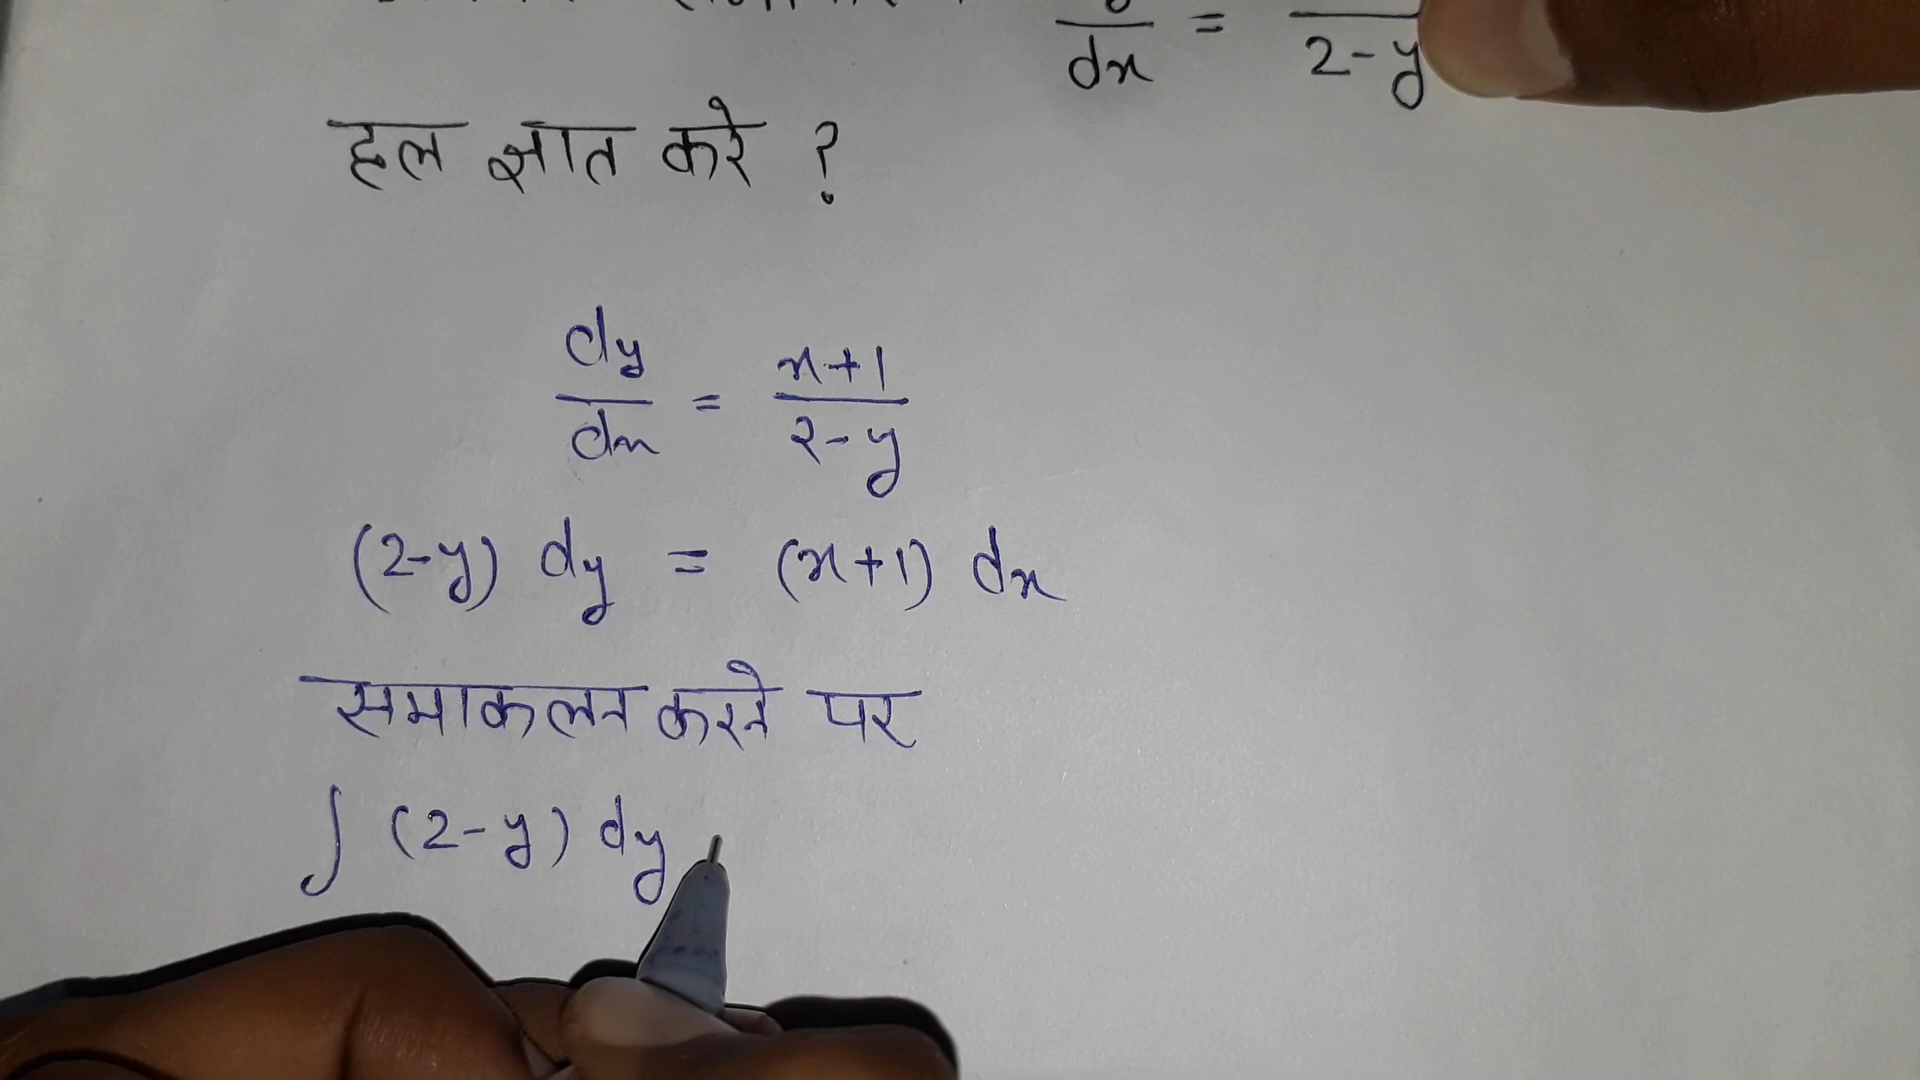 dx = 2-y
हल ज्ञात करे ?
dy/dx = x+1/2-y
(2-y) dy = (x+1) dx
समाकलन करने पर
∫ (2-y) dy